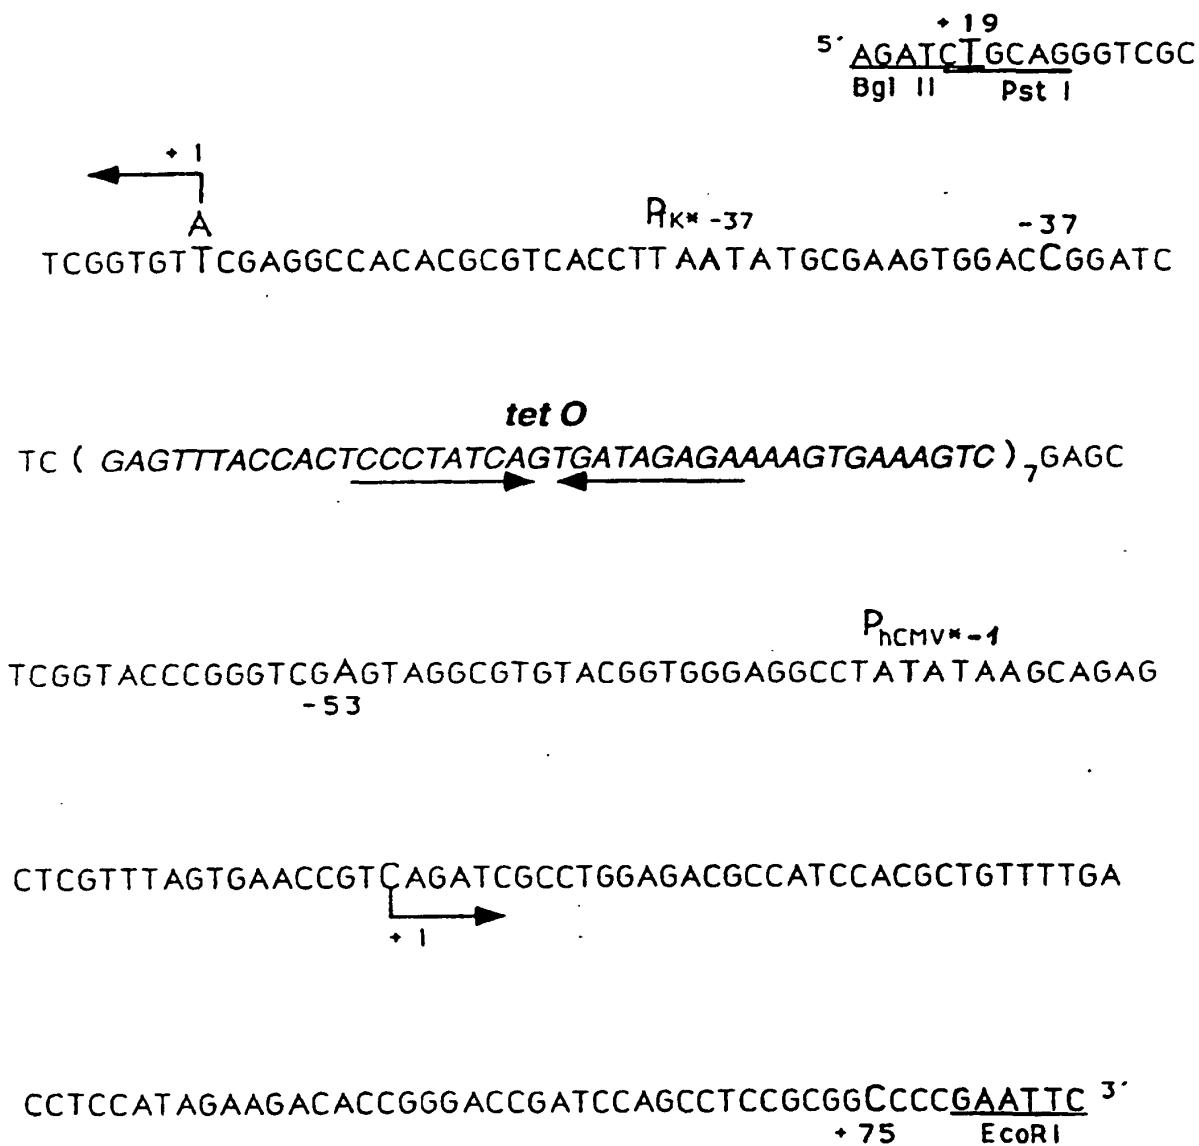 + 19
5´ AGATCTGCAGGGTCGC
Bgl II Pst I
+ 1
A
PTK* -37 -37
TCGGTGTTCGAGGCCACACGCGTCACCTTAATATGCGAAGTGGACCGGATC
tet O
TC ( GAGTTTACCACTCCCTATCAGTGATAGAGAAAAGTGAAAGTC )7GAGC
PhCMV*-1
TCGGTACCCGGGTCGAGTAGGCGTGTACGGTGGGAGGCCTATATAAGCAGAG
-53
CTCGTTTAGTGAACCGTCAGATCGCCTGGAGACGCCATCCACGCTGTTTTGA
+ 1
CCTCCATAGAAGACACCGGGACCGATCCAGCCTCCGCGGCCCCGAATTC 3´
+ 75 EcoRI